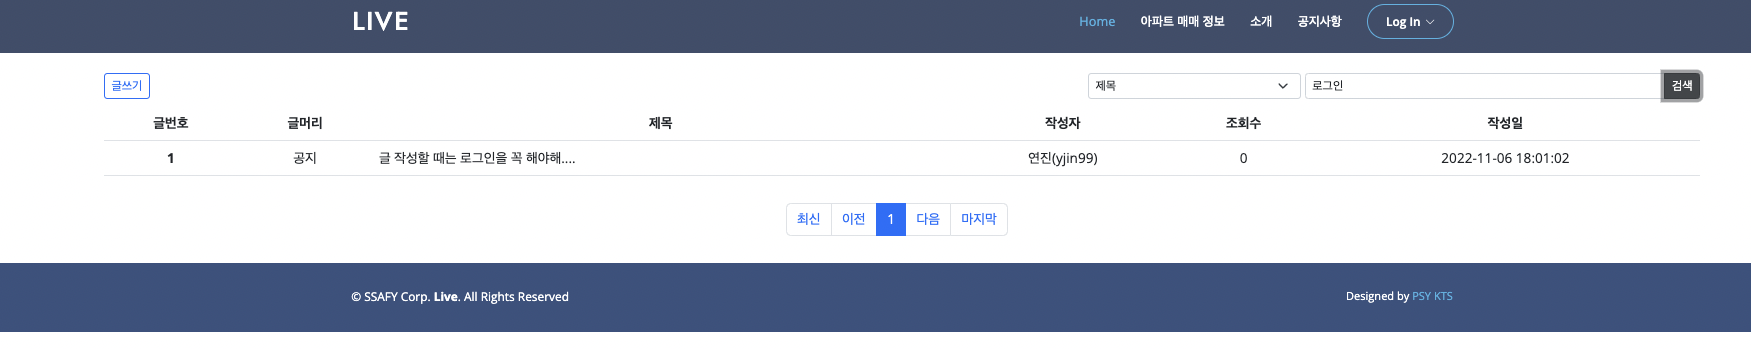 LIVE Home 아파트 매매 정보 소개 공지사항 Log In
글쓰기 제목 로그인 검색
글번호 글머리 제목 작성자 조회수 작성일
1 공지 글 작성할 때는 로그인을 꼭 해야해.... 연진(yjin99) 0 2022-11-06 18:01:02
최신 이전 1 다음 마지막
© SSAFY Corp. Live. All Rights Reserved Designed by PSY KTS